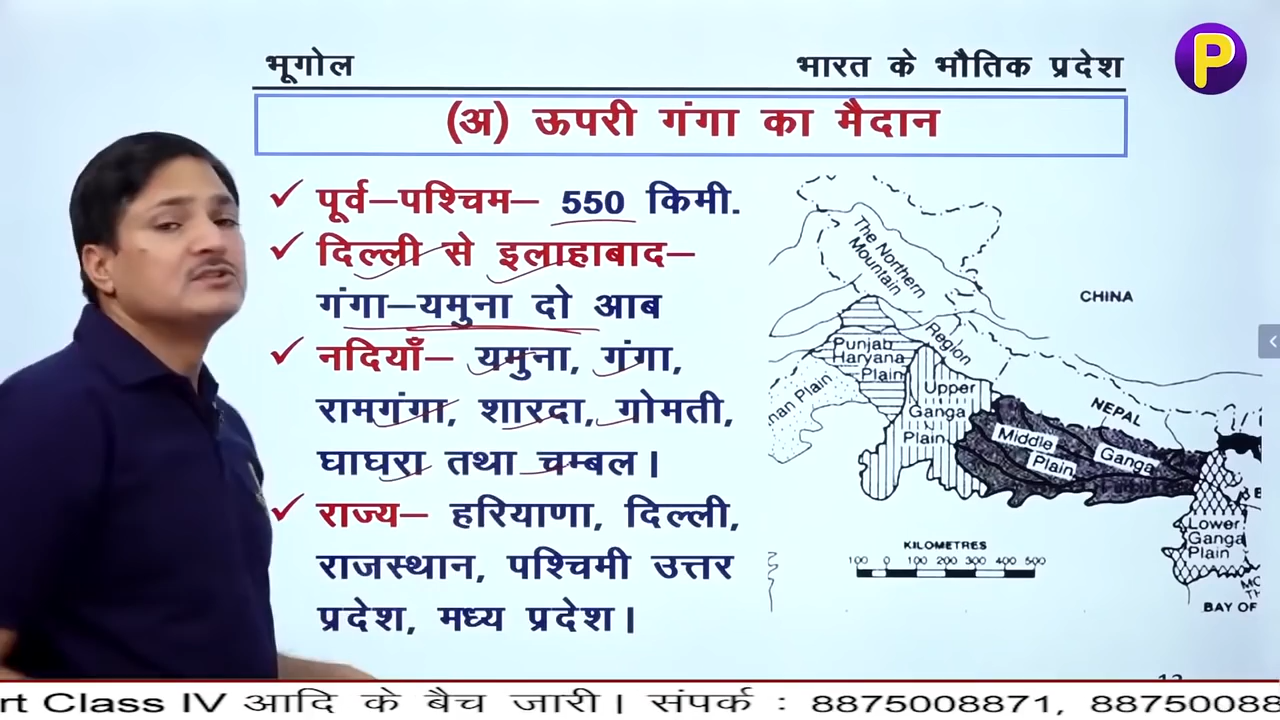 भूगोल
भारत के भौतिक प्रदेश
P
(अ) ऊपरी गंगा का मैदान
✓ पूर्व–पश्चिम– 550 किमी.
✓ दिल्ली से इलाहाबाद–
गंगा–यमुना दो आब
✓ नदियाँ– यमुना, गंगा,
रामगंगा, शारदा, गोमती,
घाघरा तथा चम्बल।
✓ राज्य– हरियाणा, दिल्ली,
राजस्थान, पश्चिमी उत्तर
प्रदेश, मध्य प्रदेश।
The Northern
Mountain
Region
CHINA
Punjab
Haryana
Plain
Plain
Upper
Ganga
Plain
NEPAL
Middle
Ganga
Plain
Lower
Ganga
Plain
KILOMETRES
100 0 100 200 300 400 500
BAY OF
Class IV आदि के बैच जारी। संपर्क : 8875008871,